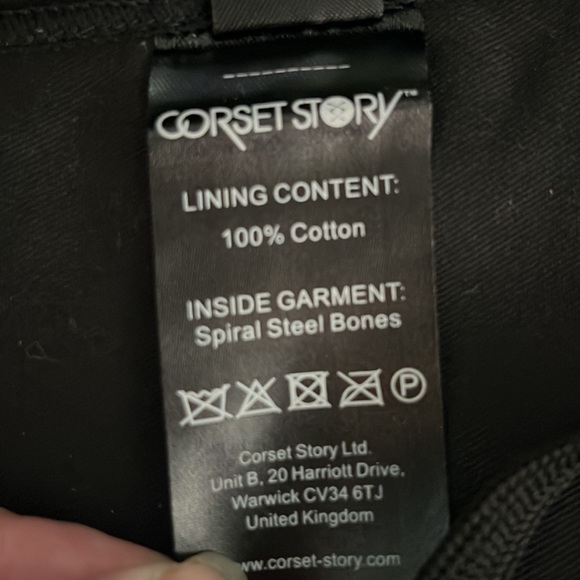 CORSET STORY™
LINING CONTENT:
100% Cotton
INSIDE GARMENT:
Spiral Steel Bones
P
Corset Story Ltd.
Unit B, 20 Harriott Drive,
Warwick CV34 6TJ
United Kingdom
www.corset-story.com